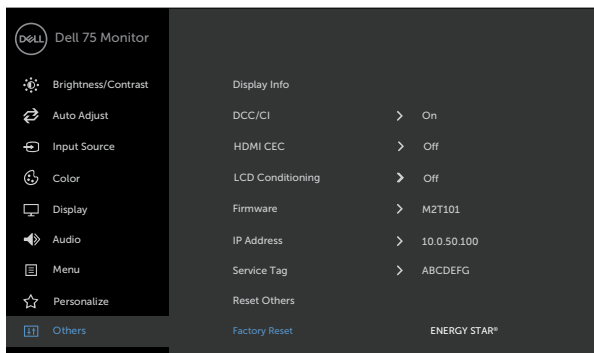 DELL Dell 75 Monitor
Brightness/Contrast Display Info
Auto Adjust DCC/CI > On
Input Source HDMI CEC > Off
Color LCD Conditioning > Off
Display Firmware > M2T101
Audio IP Address > 10.0.50.100
Menu Service Tag > ABCDEFG
Personalize Reset Others
Others Factory Reset ENERGY STAR®